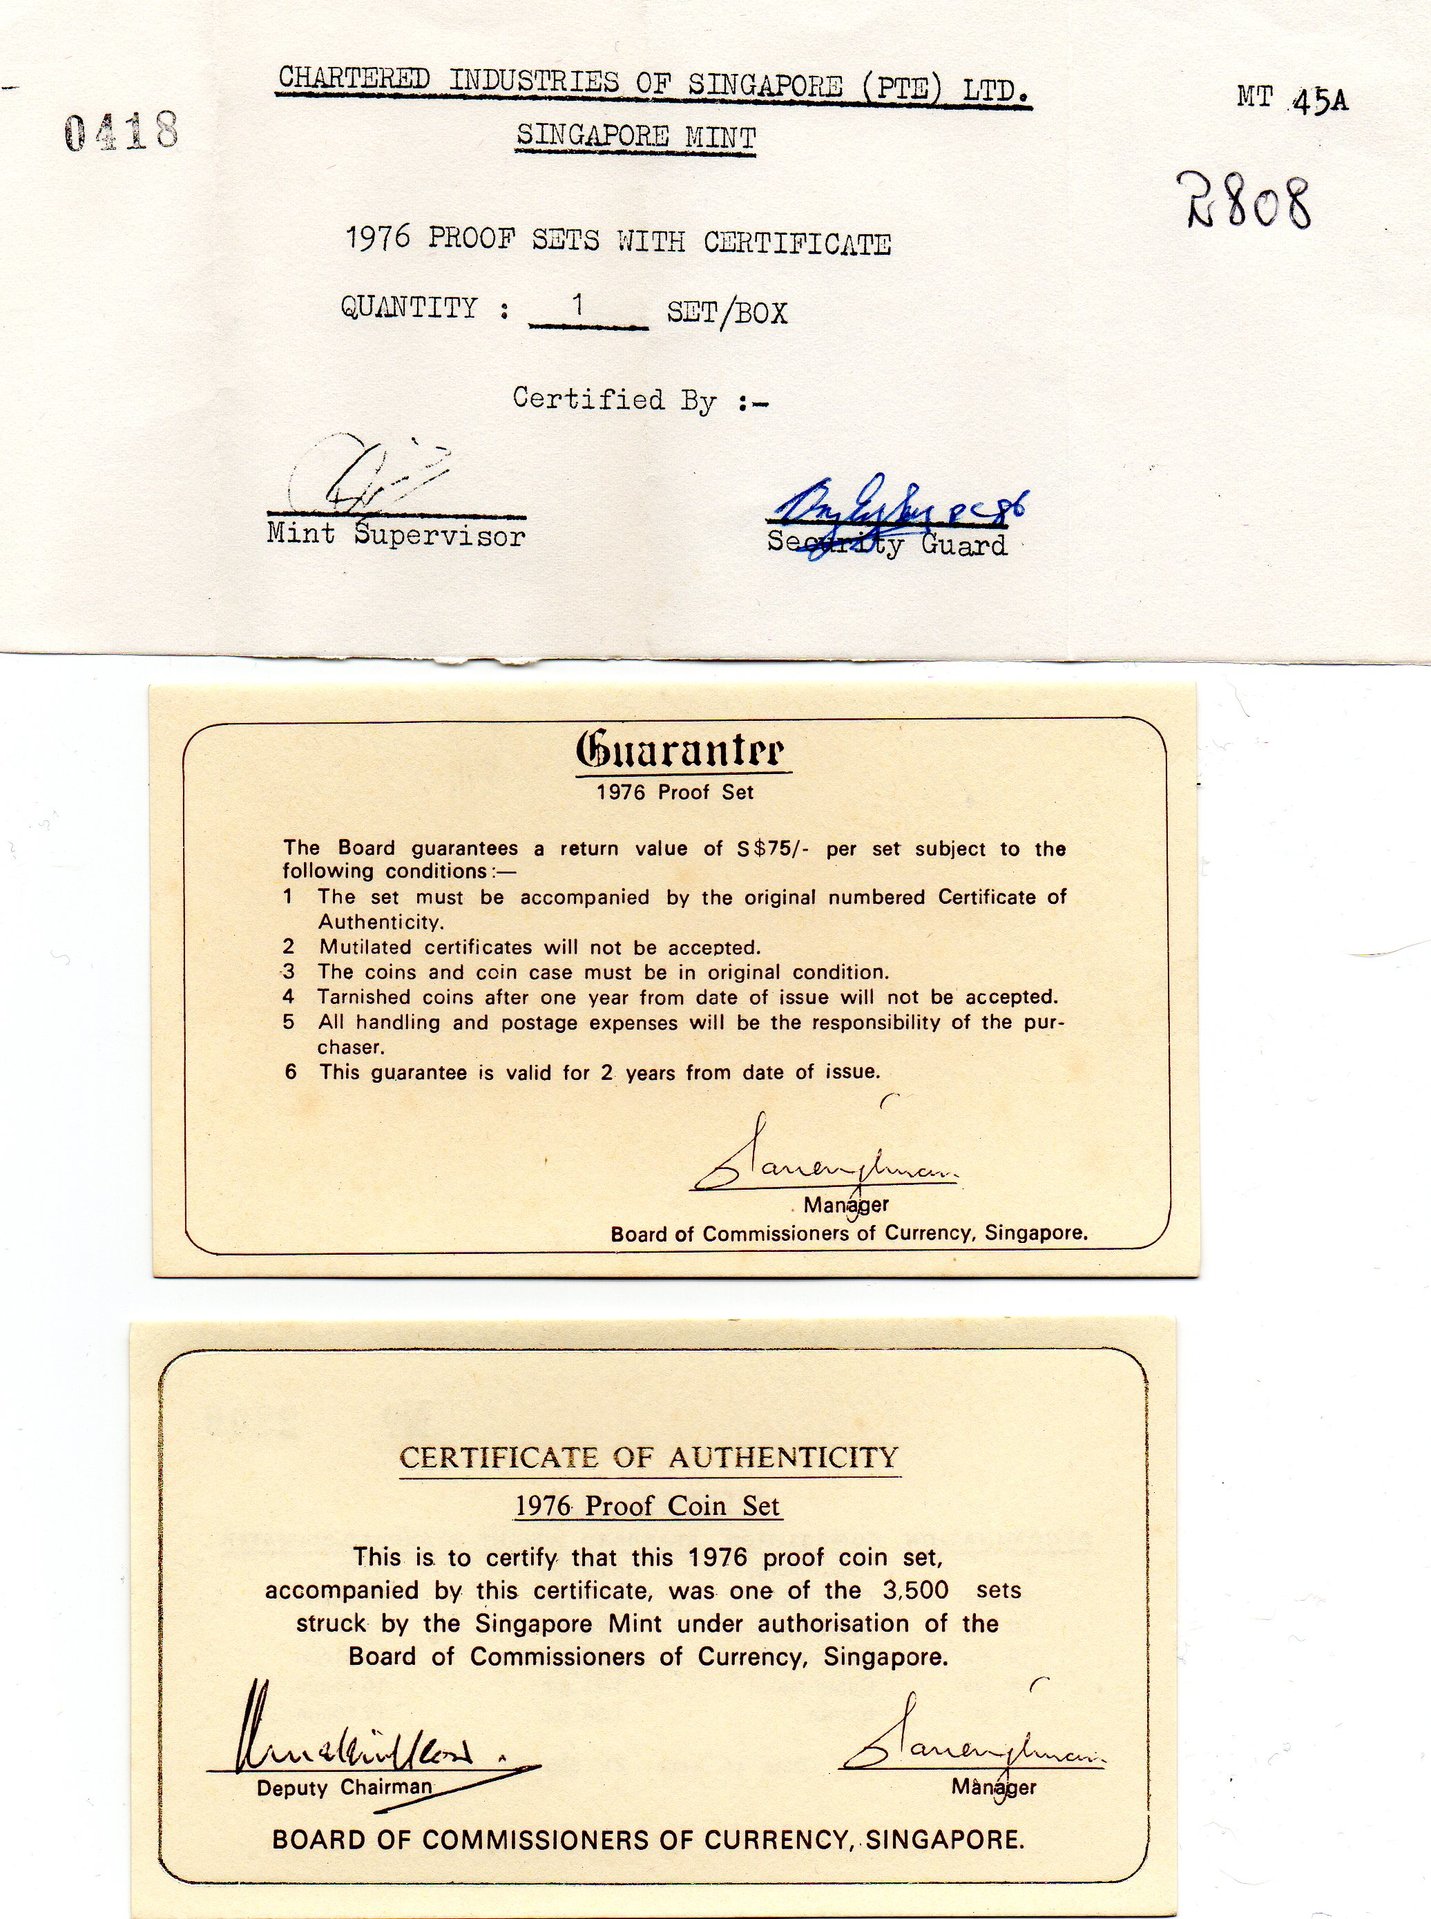 CHARTERED INDUSTRIES OF SINGAPORE (PTE) LTD.
MT 45A
0418
SINGAPORE MINT
2808
1976 PROOF SETS WITH CERTIFICATE
QUANTITY : 1 SET/BOX
Certified By :-
Mint Supervisor
Security Guard
Guarantee
1976 Proof Set
The Board guarantees a return value of S$75/- per set subject to the
following conditions:—
1 The set must be accompanied by the original numbered Certificate of
Authenticity.
2 Mutilated certificates will not be accepted.
3 The coins and coin case must be in original condition.
4 Tarnished coins after one year from date of issue will not be accepted.
5 All handling and postage expenses will be the responsibility of the pur-
chaser.
6 This guarantee is valid for 2 years from date of issue.
Manager
Board of Commissioners of Currency, Singapore.
CERTIFICATE OF AUTHENTICITY
1976 Proof Coin Set
This is to certify that this 1976 proof coin set,
accompanied by this certificate, was one of the 3,500 sets
struck by the Singapore Mint under authorisation of the
Board of Commissioners of Currency, Singapore.
Deputy Chairman
Manager
BOARD OF COMMISSIONERS OF CURRENCY, SINGAPORE.